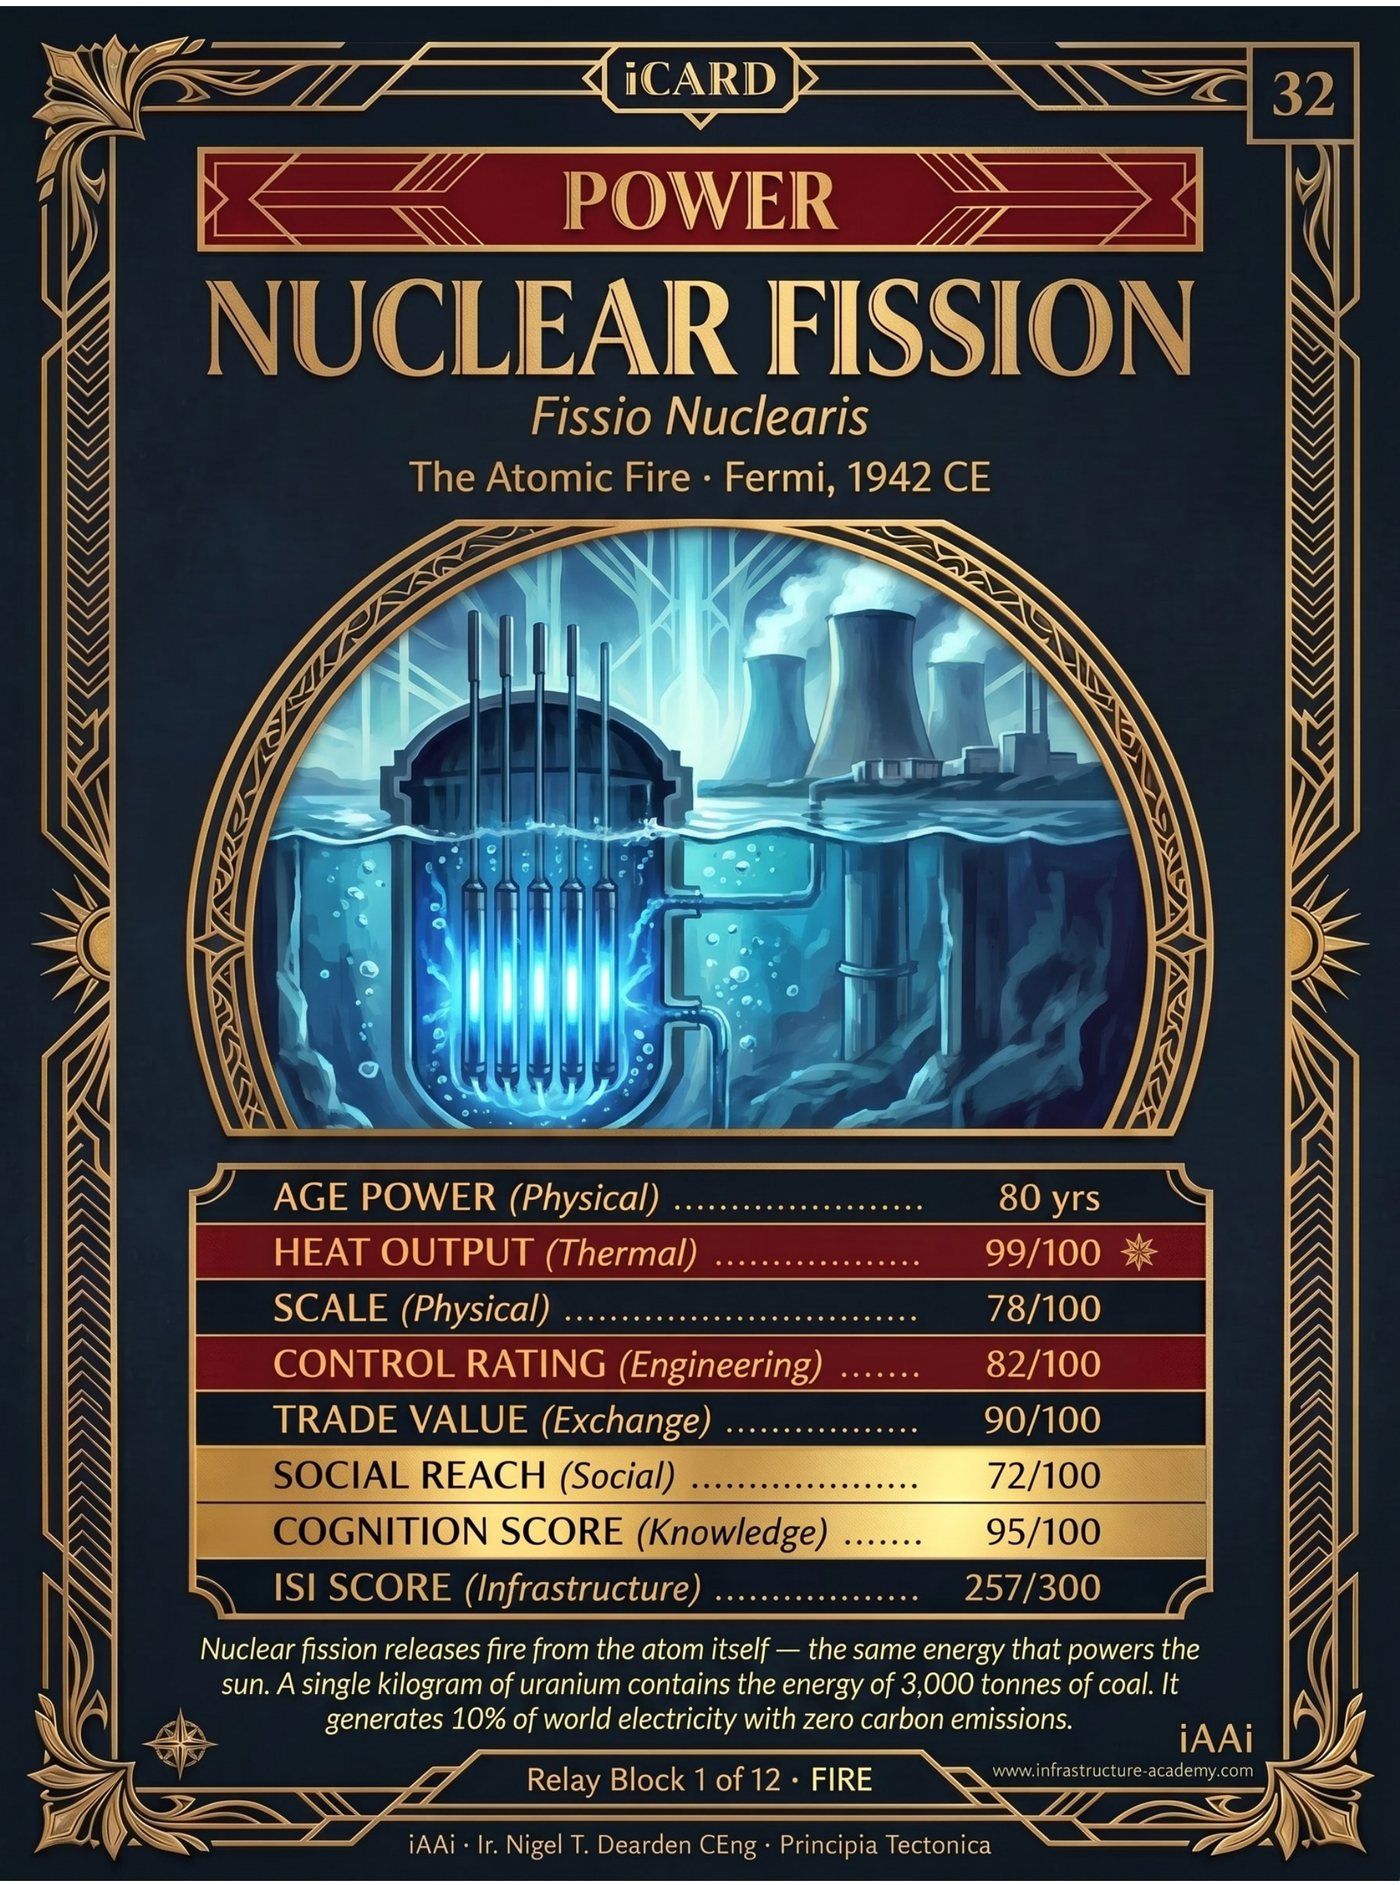 iCARD
32
POWER
NUCLEAR FISSION
Fissio Nuclearis
The Atomic Fire · Fermi, 1942 CE
AGE POWER (Physical) ...................... 80 yrs
HEAT OUTPUT (Thermal) .................. 99/100
SCALE (Physical) ............................... 78/100
CONTROL RATING (Engineering) ....... 82/100
TRADE VALUE (Exchange) ................. 90/100
SOCIAL REACH (Social) .................... 72/100
COGNITION SCORE (Knowledge) ....... 95/100
ISI SCORE (Infrastructure) .................. 257/300
Nuclear fission releases fire from the atom itself — the same energy that powers the
sun. A single kilogram of uranium contains the energy of 3,000 tonnes of coal. It
generates 10% of world electricity with zero carbon emissions.
iAAi
www.infrastructure-academy.com
Relay Block 1 of 12 · FIRE
iAAi · Ir. Nigel T. Dearden CEng · Principia Tectonica